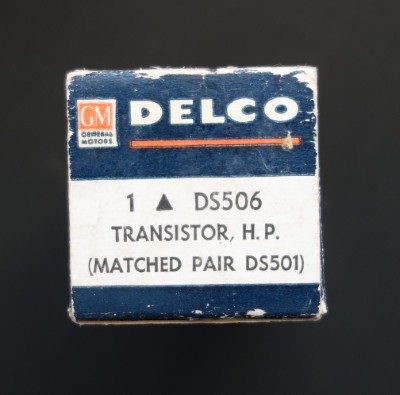 GM
GENERAL
MOTORS
DELCO
1 ▲ DS506
TRANSISTOR, H.P.
(MATCHED PAIR DS501)